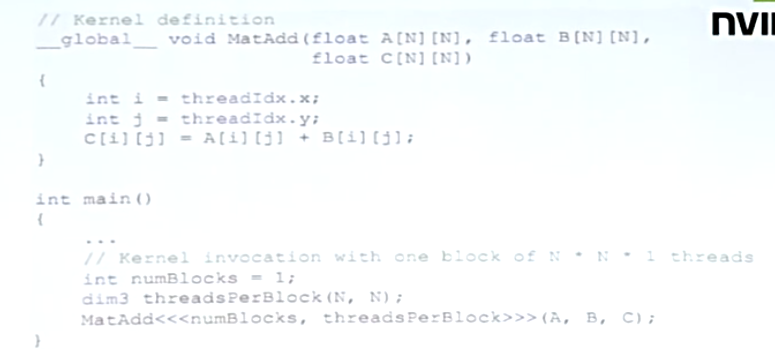 // Kernel definition
__global__ void MatAdd(float A[N][N], float B[N][N],
float C[N][N])
{
int i = threadIdx.x;
int j = threadIdx.y;
C[i][j] = A[i][j] + B[i][j];
}
int main()
{
...
// Kernel invocation with one block of N * N * 1 threads
int numBlocks = 1;
dim3 threadsPerBlock(N, N);
MatAdd<<<numBlocks, threadsPerBlock>>>(A, B, C);
}